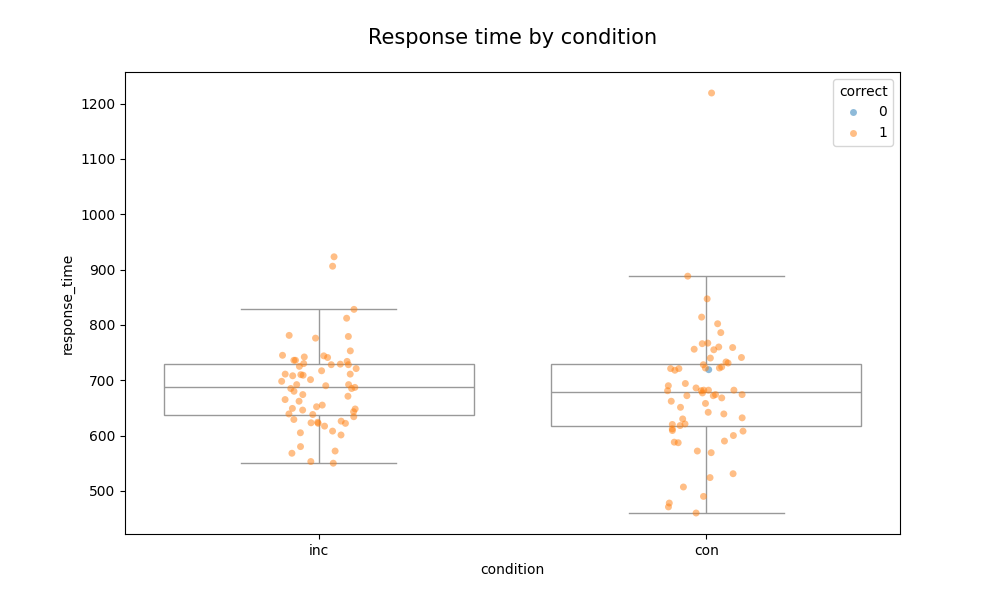 Response time by condition
correct
0
1
1200
1100
1000
900
800
700
600
500
response_time
inc
con
condition